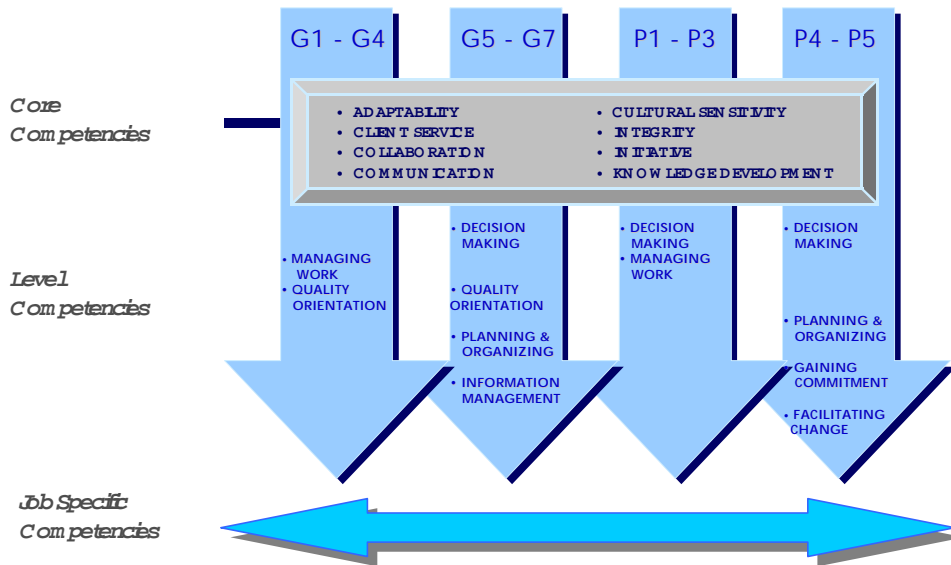 G1 - G4
G5 - G7
P1 - P3
P4 - P5
Core
Competencies
• ADAPTABILITY
• CLIENT SERVICE
• COLLABORATION
• COMMUNICATION
• CULTURAL SENSITIVITY
• INTEGRITY
• INITIATIVE
• KNOWLEDGE DEVELOPMENT
Level
Competencies
• MANAGING
WORK
• QUALITY
ORIENTATION
• DECISION
MAKING
• QUALITY
ORIENTATION
• PLANNING &
ORGANIZING
• INFORMATION
MANAGEMENT
• DECISION
MAKING
• MANAGING
WORK
• DECISION
MAKING
• PLANNING &
ORGANIZING
• GAINING
COMMITMENT
• FACILITATING
CHANGE
Job Specific
Competencies